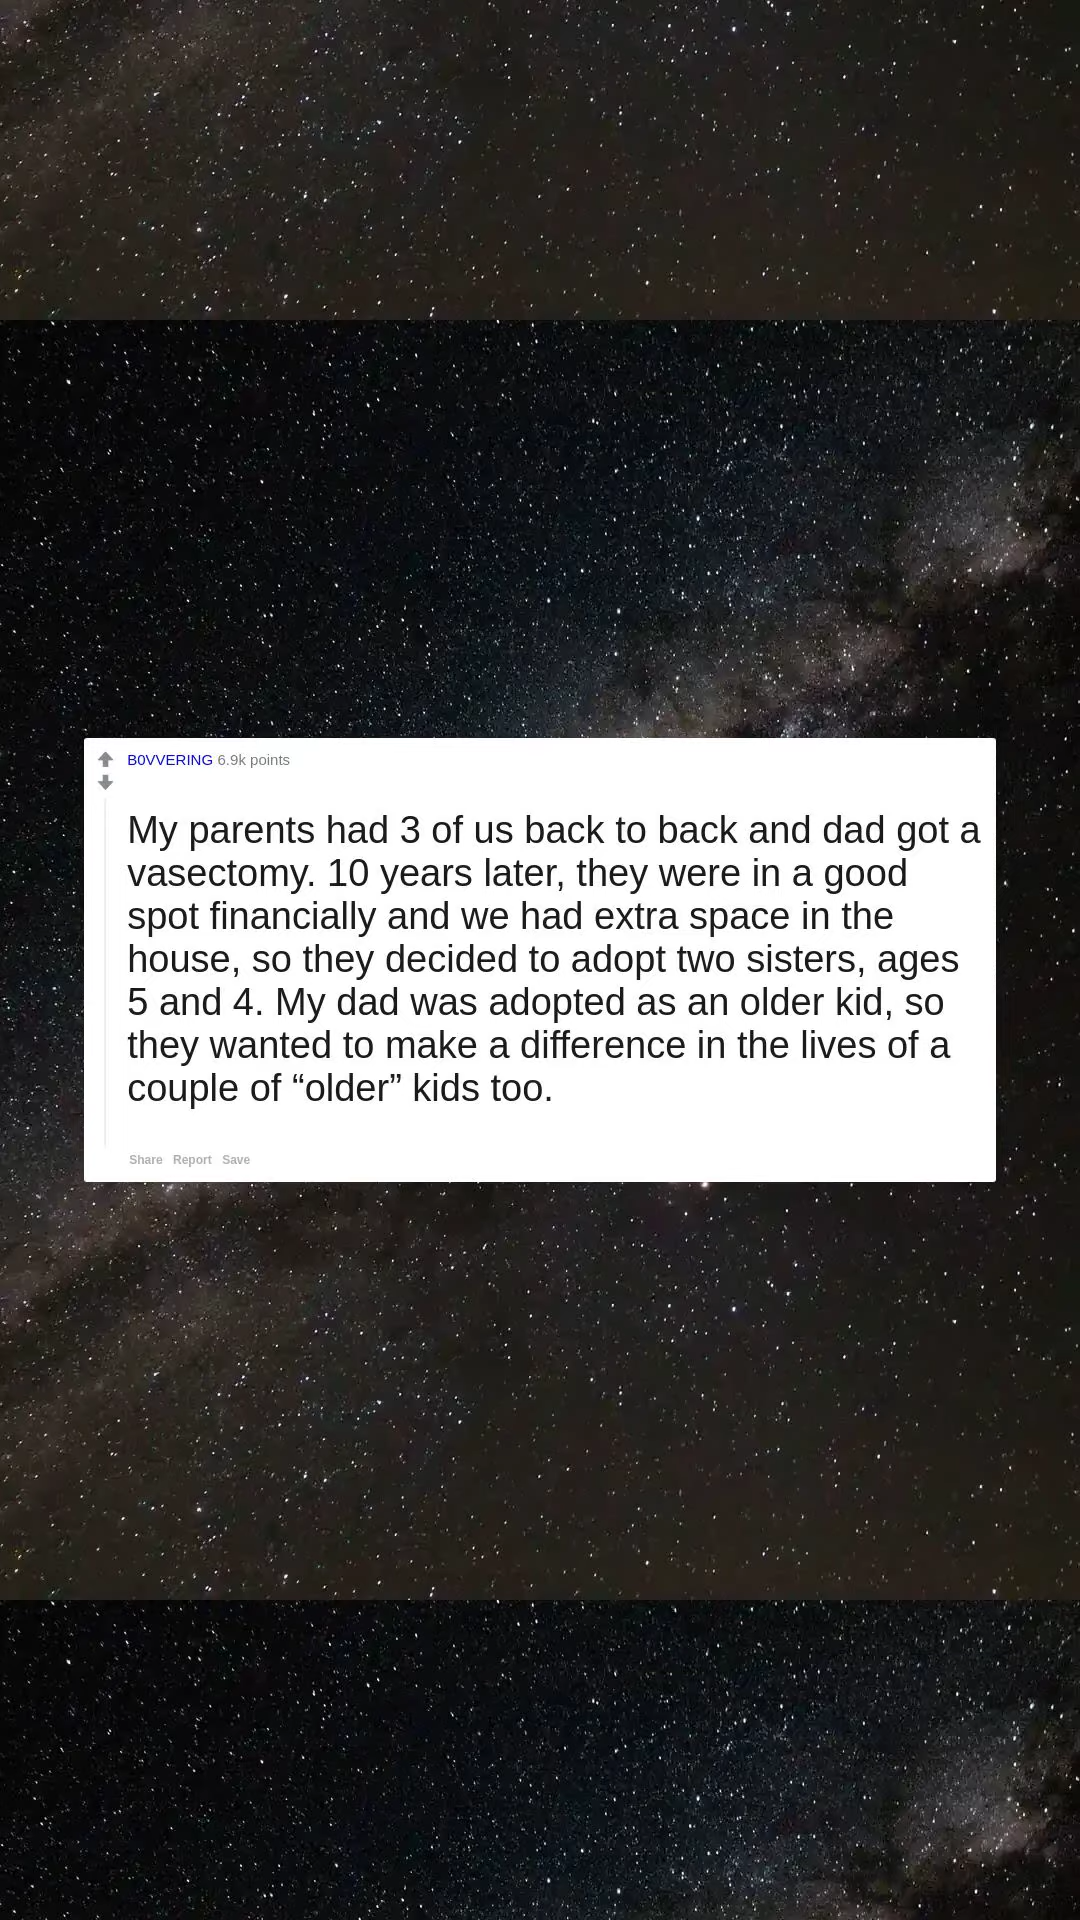 B0VVERING 6.9k points
My parents had 3 of us back to back and dad got a
vasectomy. 10 years later, they were in a good
spot financially and we had extra space in the
house, so they decided to adopt two sisters, ages
5 and 4. My dad was adopted as an older kid, so
they wanted to make a difference in the lives of a
couple of “older” kids too.
Share Report Save